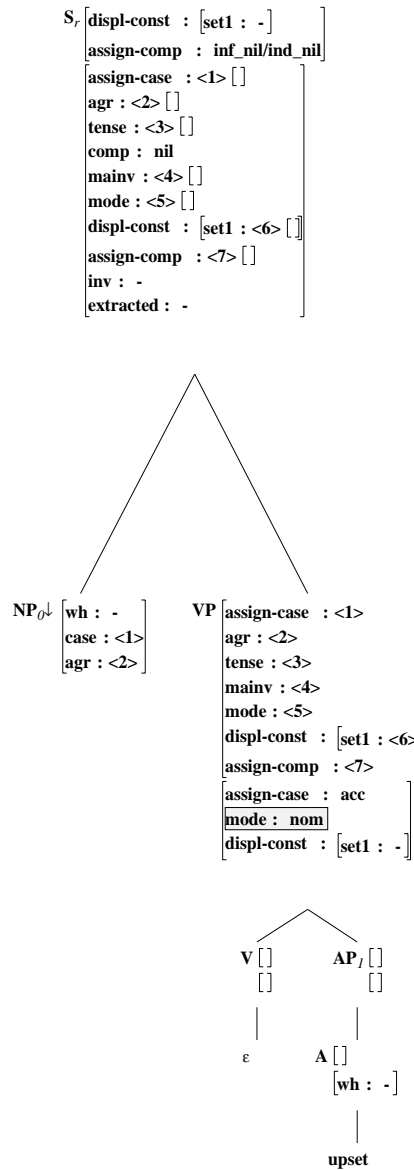 S_r displ-const : [set1 : -]
assign-comp : inf_nil/ind_nil
assign-case : <1> []
agr : <2> []
tense : <3> []
comp : nil
mainv : <4> []
mode : <5> []
displ-const : [set1 : <6> []]
assign-comp : <7> []
inv : -
extracted : -
NP_0↓ wh : -
case : <1>
agr : <2>
VP assign-case : <1>
agr : <2>
tense : <3>
mainv : <4>
mode : <5>
displ-const : [set1 : <6>
assign-comp : <7>
assign-case : acc
mode : nom
displ-const : [set1 : -]
V [] AP_1 []
[] []
ε A []
[wh : -]
upset